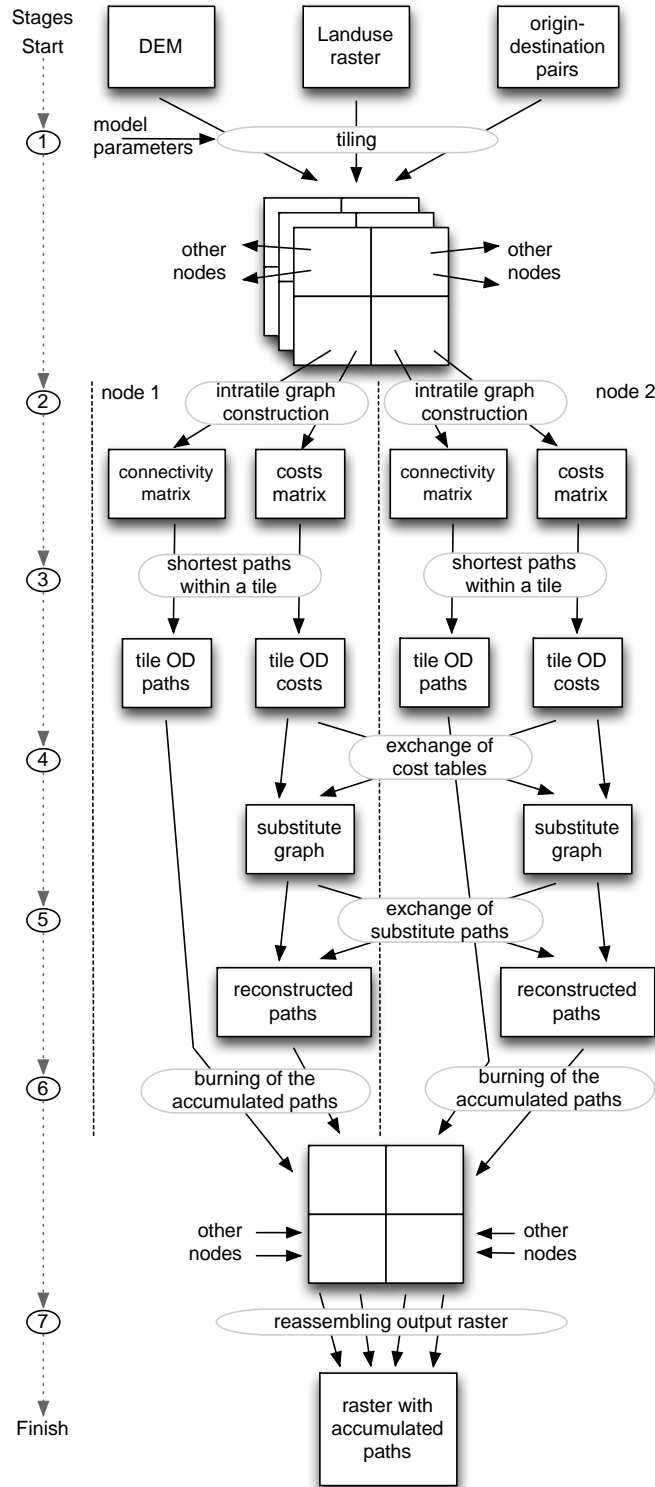 Stages
Start
DEM
Landuse
raster
origin-
destination
pairs
1
model
parameters
tiling
other
nodes
other
nodes
2
node 1
intratile graph
construction
intratile graph
construction
node 2
connectivity
matrix
costs
matrix
connectivity
matrix
costs
matrix
3
shortest paths
within a tile
shortest paths
within a tile
tile OD
paths
tile OD
costs
tile OD
paths
tile OD
costs
4
exchange of
cost tables
substitute
graph
substitute
graph
5
exchange of
substitute paths
reconstructed
paths
reconstructed
paths
6
burning of the
accumulated paths
burning of the
accumulated paths
other
nodes
other
nodes
7
reassembling output raster
raster with
accumulated
paths
Finish